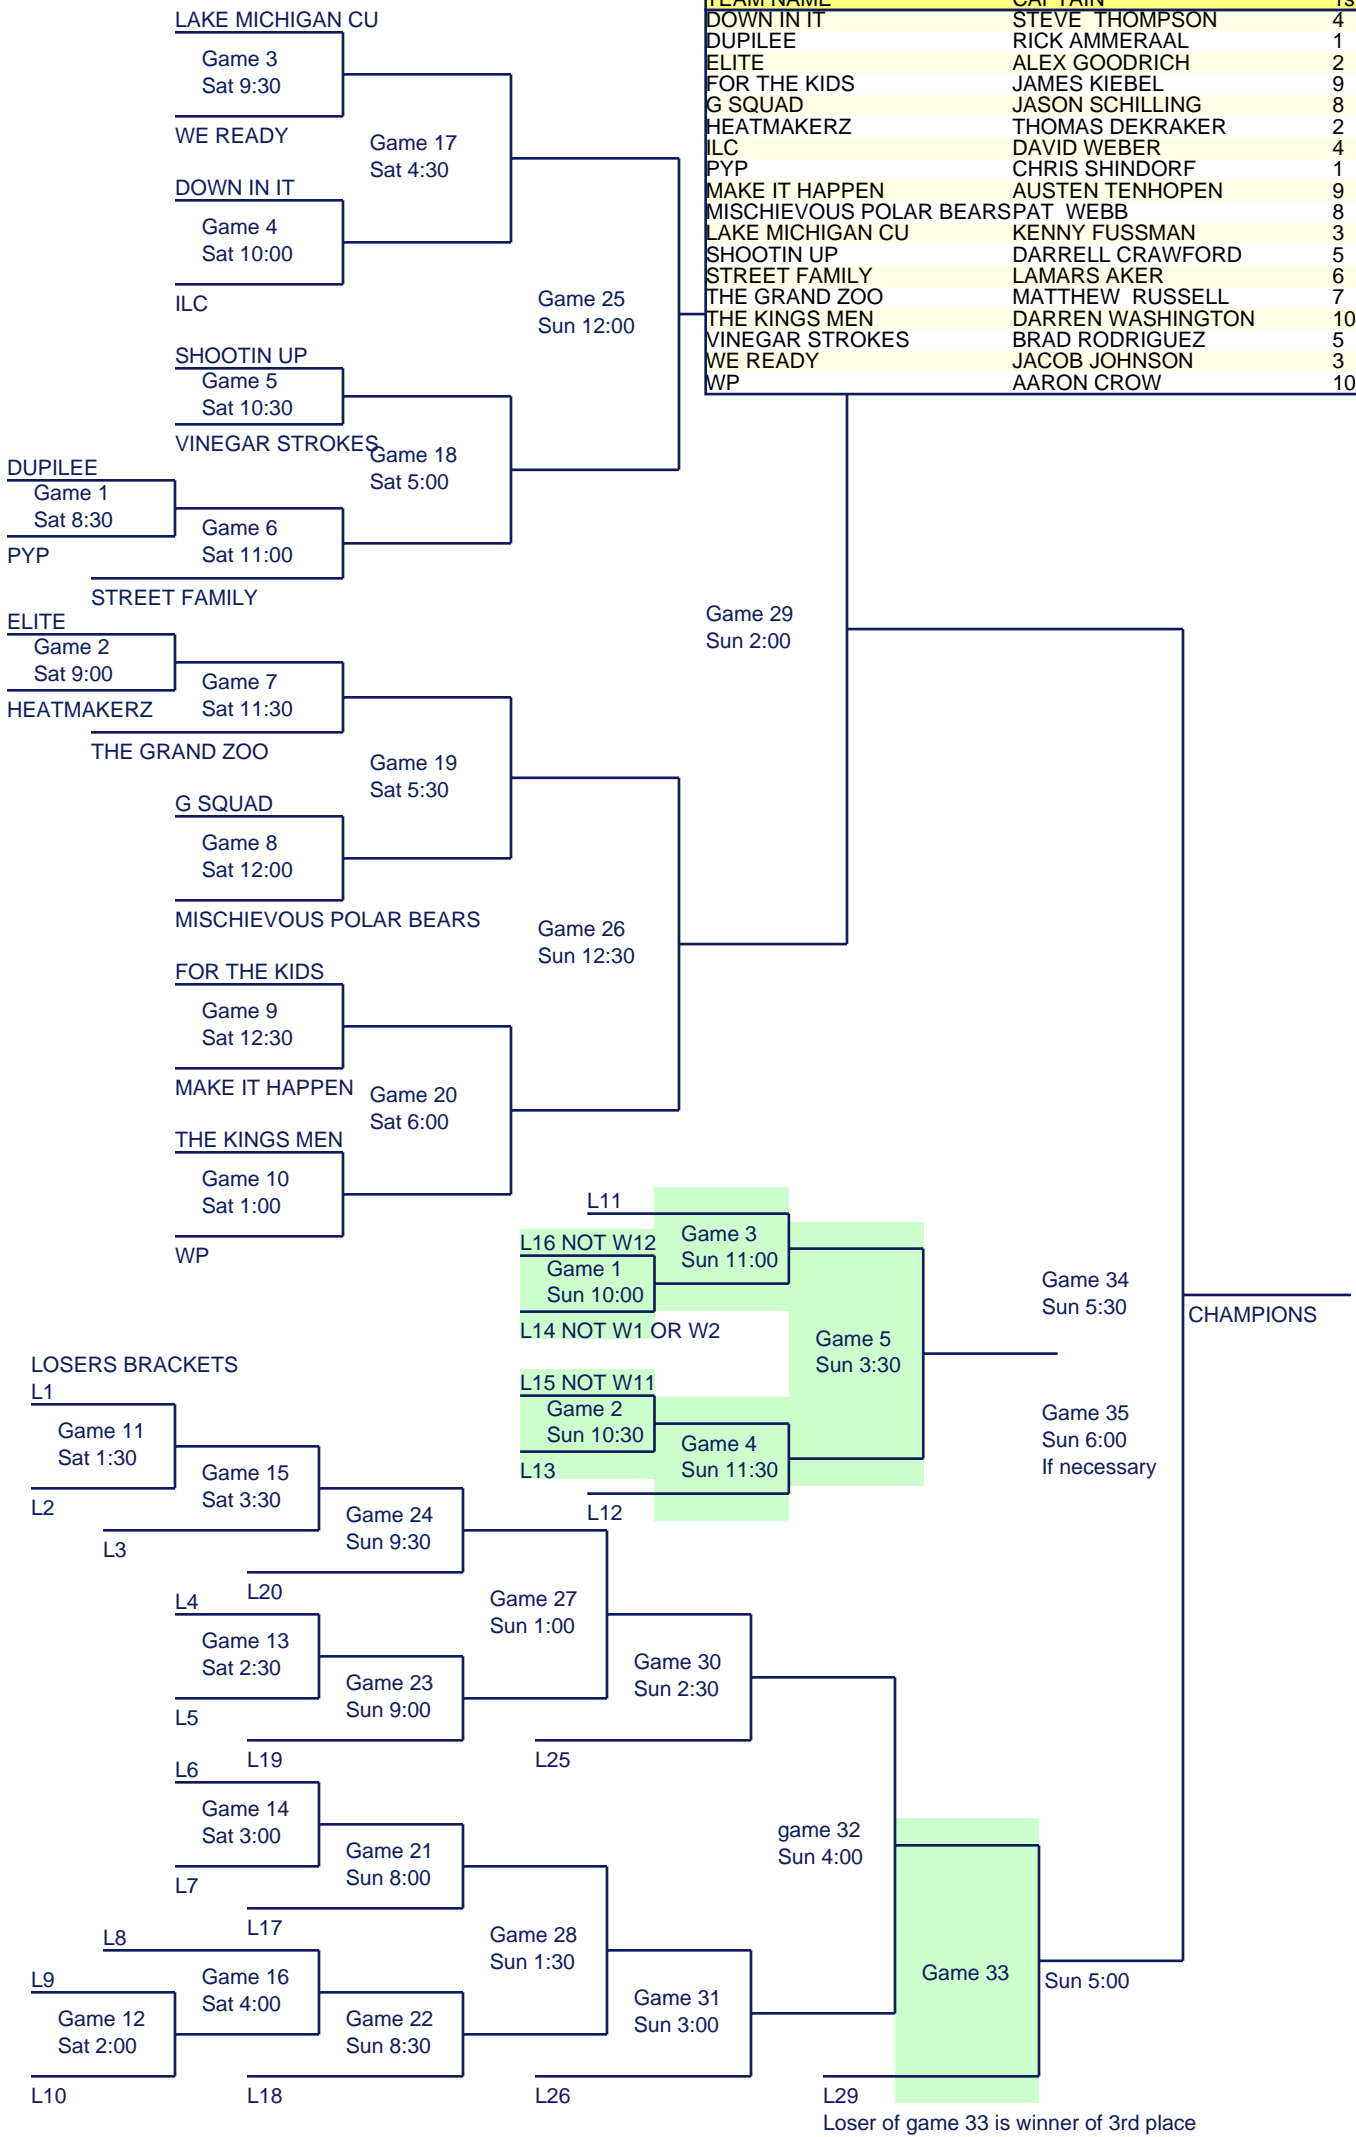 TEAM NAME CAPTAIN
DOWN IN IT STEVE THOMPSON 4
DUPILEE RICK AMMERAAL 1
ELITE ALEX GOODRICH 2
FOR THE KIDS JAMES KIEBEL 9
G SQUAD JASON SCHILLING 8
HEATMAKERZ THOMAS DEKRAKER 2
ILC DAVID WEBER 4
PYP CHRIS SHINDORF 1
MAKE IT HAPPEN AUSTEN TENHOPEN 9
MISCHIEVOUS POLAR BEARS PAT WEBB 8
LAKE MICHIGAN CU KENNY FUSSMAN 3
SHOOTIN UP DARRELL CRAWFORD 5
STREET FAMILY LAMARS AKER 6
THE GRAND ZOO MATTHEW RUSSELL 7
THE KINGS MEN DARREN WASHINGTON 10
VINEGAR STROKES BRAD RODRIGUEZ 5
WE READY JACOB JOHNSON 3
WP AARON CROW 10
LAKE MICHIGAN CU
Game 3
Sat 9:30
WE READY
Game 17
Sat 4:30
DOWN IN IT
Game 4
Sat 10:00
ILC
Game 25
Sun 12:00
SHOOTIN UP
Game 5
Sat 10:30
VINEGAR STROKES
Game 18
Sat 5:00
DUPILEE
Game 1
Sat 8:30
PYP
Game 6
Sat 11:00
STREET FAMILY
Game 29
Sun 2:00
ELITE
Game 2
Sat 9:00
HEATMAKERZ
Game 7
Sat 11:30
THE GRAND ZOO
Game 19
Sat 5:30
G SQUAD
Game 8
Sat 12:00
MISCHIEVOUS POLAR BEARS
Game 26
Sun 12:30
FOR THE KIDS
Game 9
Sat 12:30
MAKE IT HAPPEN
Game 20
Sat 6:00
THE KINGS MEN
Game 10
Sat 1:00
WP
L11
Game 3
Sun 11:00
L16 NOT W12
Game 1
Sun 10:00
L14 NOT W1 OR W2
Game 5
Sun 3:30
L15 NOT W11
Game 2
Sun 10:30
L13
Game 4
Sun 11:30
L12
Game 34
Sun 5:30
CHAMPIONS
Game 35
Sun 6:00
If necessary
LOSERS BRACKETS
L1
Game 11
Sat 1:30
L2
Game 15
Sat 3:30
L3
Game 24
Sun 9:30
L20
L4
Game 13
Sat 2:30
L5
Game 23
Sun 9:00
L19
Game 27
Sun 1:00
Game 30
Sun 2:30
L25
L6
Game 14
Sat 3:00
L7
Game 21
Sun 8:00
L17
L8
Game 16
Sat 4:00
L9
Game 12
Sat 2:00
L10
Game 22
Sun 8:30
L18
Game 28
Sun 1:30
Game 31
Sun 3:00
L26
game 32
Sun 4:00
Game 33
Sun 5:00
L29
Loser of game 33 is winner of 3rd place